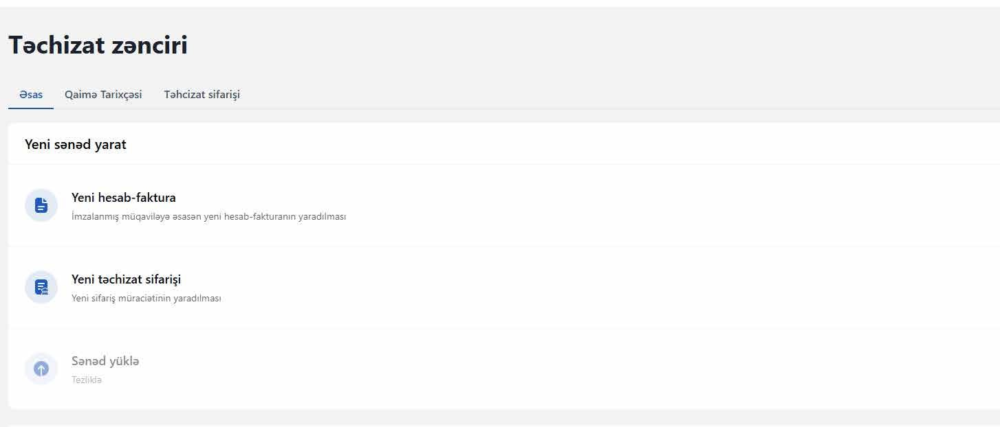 Təchizat zənciri
Əsas Qaimə Tarixçəsi Təhcizat sifarişi
Yeni sənəd yarat
Yeni hesab-faktura
İmzalanmış müqaviləyə əsasən yeni hesab-fakturanın yaradılması
Yeni təchizat sifarişi
Yeni sifariş müraciətinin yaradılması
Sənəd yüklə
Tezliklə